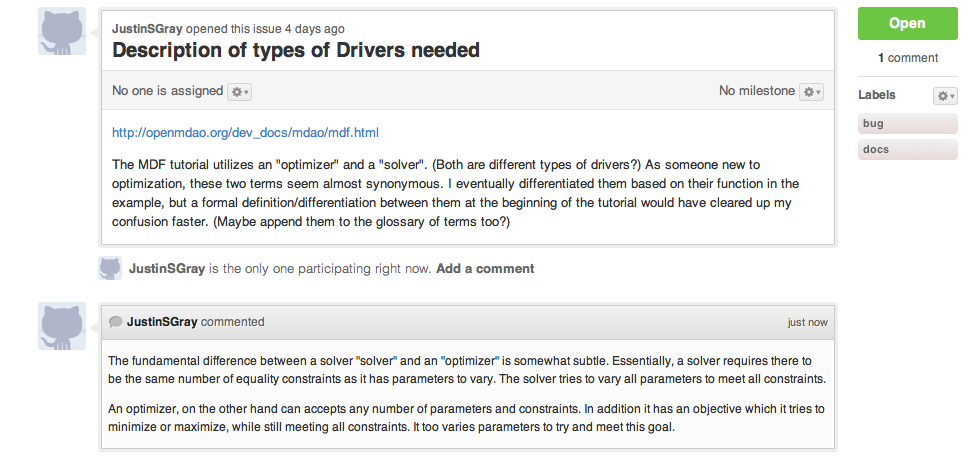 JustinSGray opened this issue 4 days ago
Description of types of Drivers needed
No one is assigned
No milestone
http://openmdao.org/dev_docs/mdao/mdf.html
The MDF tutorial utilizes an "optimizer" and a "solver". (Both are different types of drivers?) As someone new to
optimization, these two terms seem almost synonymous. I eventually differentiated them based on their function in the
example, but a formal definition/differentiation between them at the beginning of the tutorial would have cleared up my
confusion faster. (Maybe append them to the glossary of terms too?)
JustinSGray is the only one participating right now. Add a comment
JustinSGray commented
just now
The fundamental difference between a solver "solver" and an "optimizer" is somewhat subtle. Essentially, a solver requires there to
be the same number of equality constraints as it has parameters to vary. The solver tries to vary all parameters to meet all constraints.
An optimizer, on the other hand can accepts any number of parameters and constraints. In addition it has an objective which it tries to
minimize or maximize, while still meeting all constraints. It too varies parameters to try and meet this goal.
Open
1 comment
Labels
bug
docs